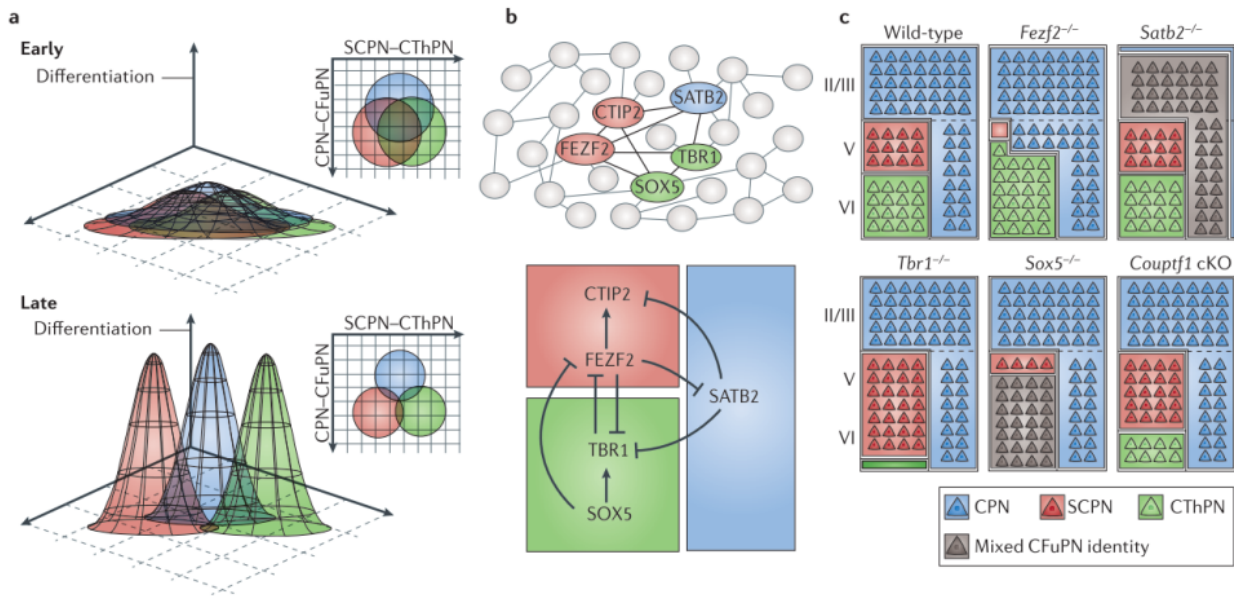 a
Early
Differentiation
SCPN–CThPN
CPN–CFuPN
Late
Differentiation
SCPN–CThPN
CPN–CFuPN
b
CTIP2
SATB2
FEZF2
TBR1
SOX5
CTIP2
FEZF2
SATB2
TBR1
SOX5
c
Wild-type
Fezf2–/–
Satb2–/–
II/III
V
VI
Tbr1–/–
Sox5–/–
Couptf1 cKO
II/III
V
VI
CPN
SCPN
CThPN
Mixed CFuPN identity